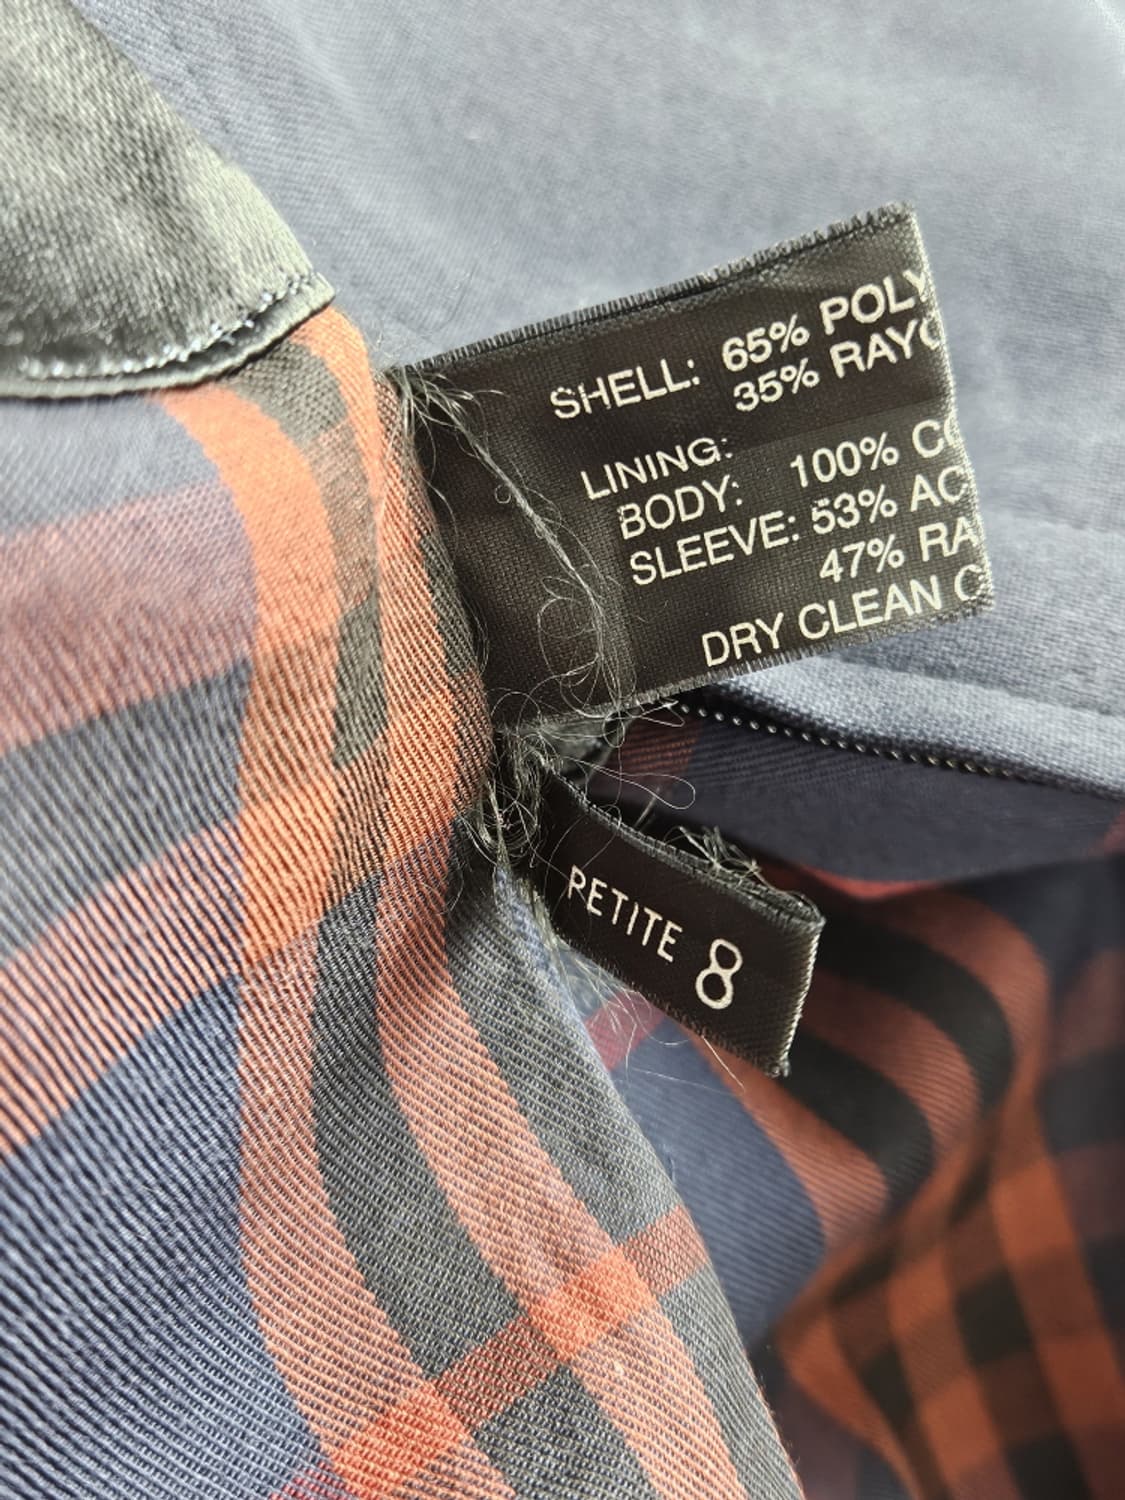 SHELL: 65% POLY
35% RAYO
LINING:
BODY: 100% CO
SLEEVE: 53% AC
47% RA
DRY CLEAN O
PETITE 8